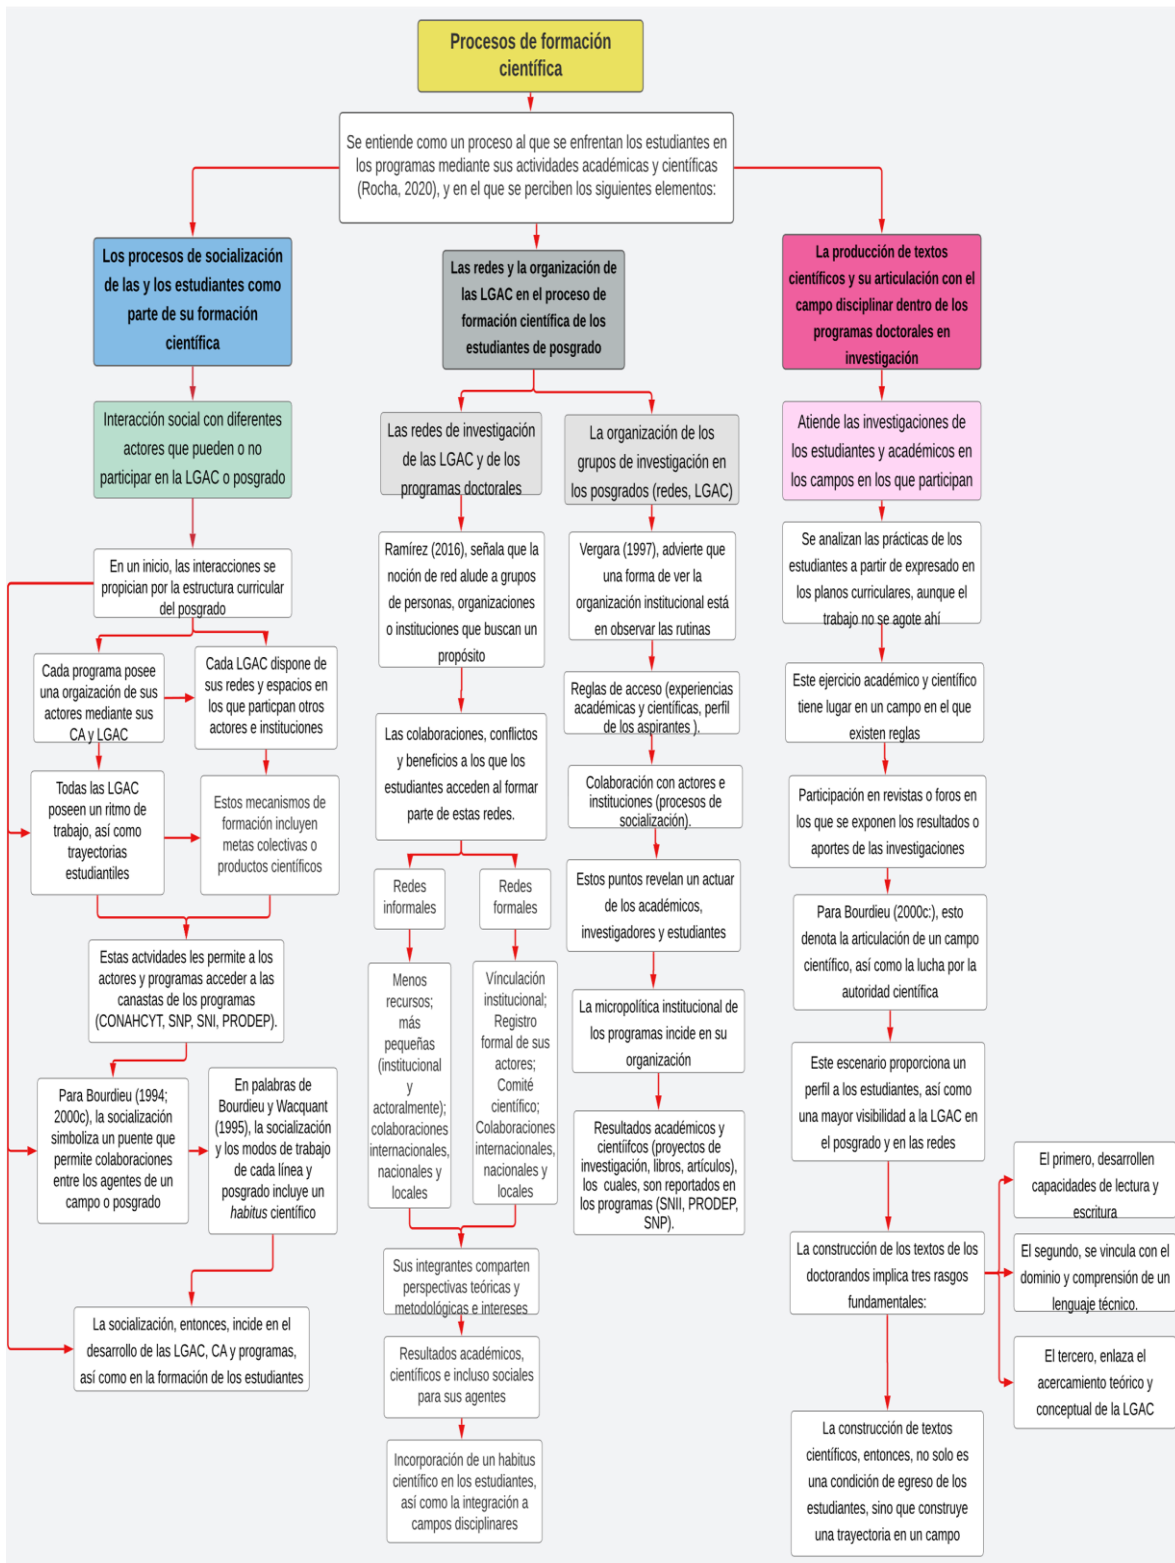 Procesos de formación
científica
Se entiende como un proceso al que se enfrentan los estudiantes en
los programas mediante sus actividades académicas y científicas
(Rocha, 2020), y en el que se perciben los siguientes elementos:
Los procesos de socialización
de las y los estudiantes como
parte de su formación
científica
Interacción social con diferentes
actores que pueden o no
participar en la LGAC o posgrado
En un inicio, las interacciones se
propician por la estructura curricular
del posgrado
Cada programa posee
una orgaización de sus
actores mediante sus
CA y LGAC
Cada LGAC dispone de
sus redes y espacios en
los que particpan otros
actores e instituciones
Todas las LGAC
poseen un ritmo de
trabajo, así como
trayectorias
estudiantiles
Estos mecanismos de
formación incluyen
metas colectivas o
productos científicos
Estas actividades les permite a los
actores y programas acceder a las
canastas de los programas
(CONAHCYT, SNP, SNI, PRODEP).
Para Bourdieu (1994;
2000c), la socialización
simboliza un puente que
permite colaboraciones
entre los agentes de un
campo o posgrado
En palabras de
Bourdieu y Wacquant
(1995), la socialización
y los modos de trabajo
de cada línea y
posgrado incluye un
habitus científico
La socialización, entonces, incide en el
desarrollo de las LGAC, CA y programas,
así como en la formación de los estudiantes
Las redes y la organización de
las LGAC en el proceso de
formación científica de los
estudiantes de posgrado
Las redes de investigación
de las LGAC y de los
programas doctorales
Ramírez (2016), señala que la
noción de red alude a grupos
de personas, organizaciones
o instituciones que buscan un
propósito
Las colaboraciones, conflictos
y beneficios a los que los
estudiantes acceden al formar
parte de estas redes.
Redes
informales
Redes
formales
Menos
recursos;
más
pequeñas
(institucional
y
actoralmente);
colaboraciones
internacionales,
nacionales y
locales
Vínculación
institucional;
Registro
formal de sus
actores;
Comité
científico;
Colaboraciones
internacionales,
nacionales y
locales
Sus integrantes comparten
perspectivas teóricas y
metodológicas e intereses
Resultados académicos,
científicos e incluso sociales
para sus agentes
Incorporación de un habitus
científico en los estudiantes,
así como la integración a
campos disciplinares
La organización de los
grupos de investigación en
los posgrados (redes, LGAC)
Vergara (1997), advierte que
una forma de ver la
organización institucional está
en observar las rutinas
Reglas de acceso (experiencias
académicas y científicas, perfil
de los aspirantes ).
Colaboración con actores e
instituciones (procesos de
socialización).
Estos puntos revelan un actuar
de los académicos,
investigadores y estudiantes
La micropolítica institucional de
los programas incide en su
organización
Resultados académicos y
cientíifcos (proyectos de
investigación, libros, artículos),
los cuales, son reportados en
los programas (SNII, PRODEP,
SNP).
La producción de textos
científicos y su articulación con el
campo disciplinar dentro de los
programas doctorales en
investigación
Atiende las investigaciones de
los estudiantes y académicos en
los campos en los que participan
Se analizan las prácticas de los
estudiantes a partir de expresado en
los planos curriculares, aunque el
trabajo no se agote ahí
Este ejercicio académico y científico
tiene lugar en un campo en el que
existen reglas
Participación en revistas o foros en
los que se exponen los resultados o
aportes de las investigaciones
Para Bourdieu (2000c:), esto
denota la articulación de un campo
científico, así como la lucha por la
autoridad científica
Este escenario proporciona un
perfil a los estudiantes, así como
una mayor visibilidad a la LGAC en
el posgrado y en las redes
La construcción de los textos de los
doctorandos implica tres rasgos
fundamentales:
El primero, desarrollen
capacidades de lectura y
escritura
El segundo, se vincula con el
dominio y comprensión de un
lenguaje técnico.
El tercero, enlaza el
acercamiento teórico y
conceptual de la LGAC
La construcción de textos
científicos, entonces, no solo es
una condición de egreso de los
estudiantes, sino que construye
una trayectoria en un campo